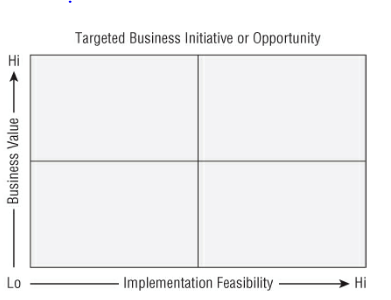 Targeted Business Initiative or Opportunity
Hi
Business Value
Lo
Implementation Feasibility
Hi